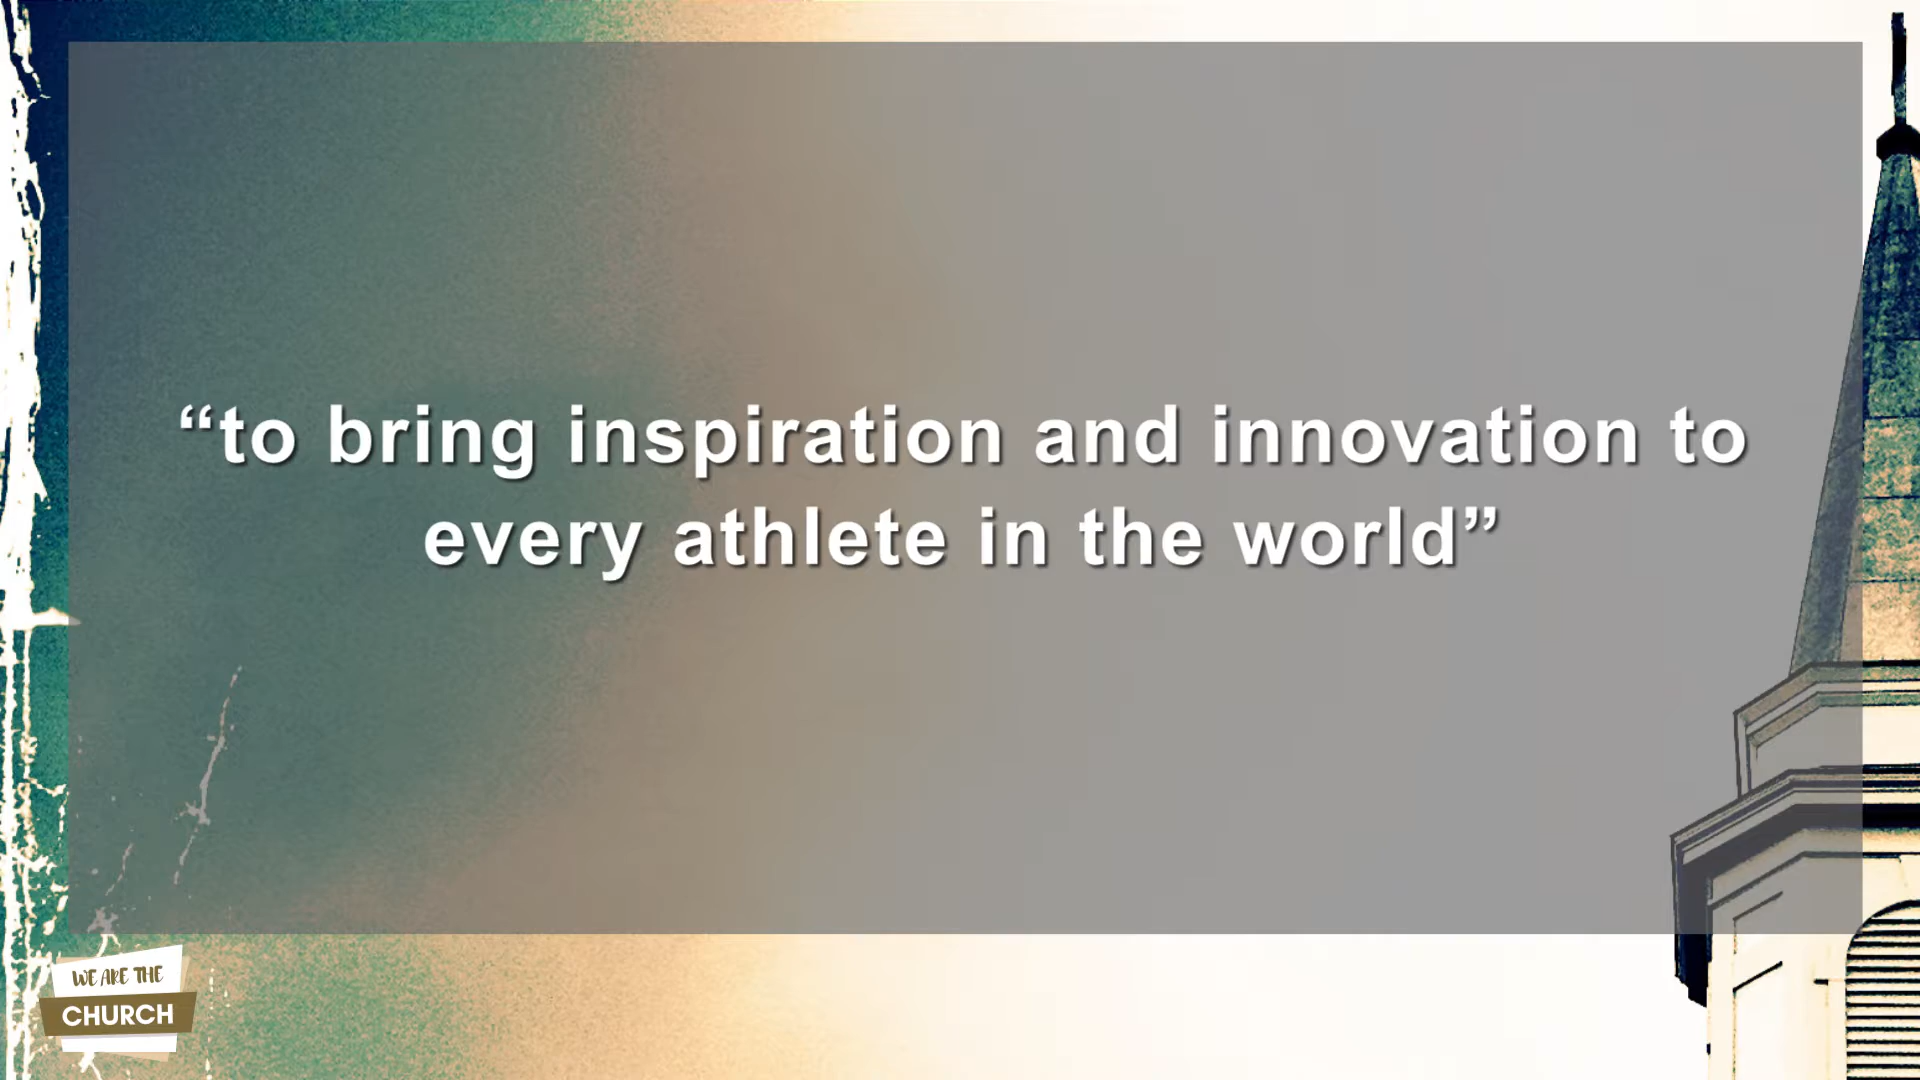 “to bring inspiration and innovation to
every athlete in the world”
WE ARE THE
CHURCH